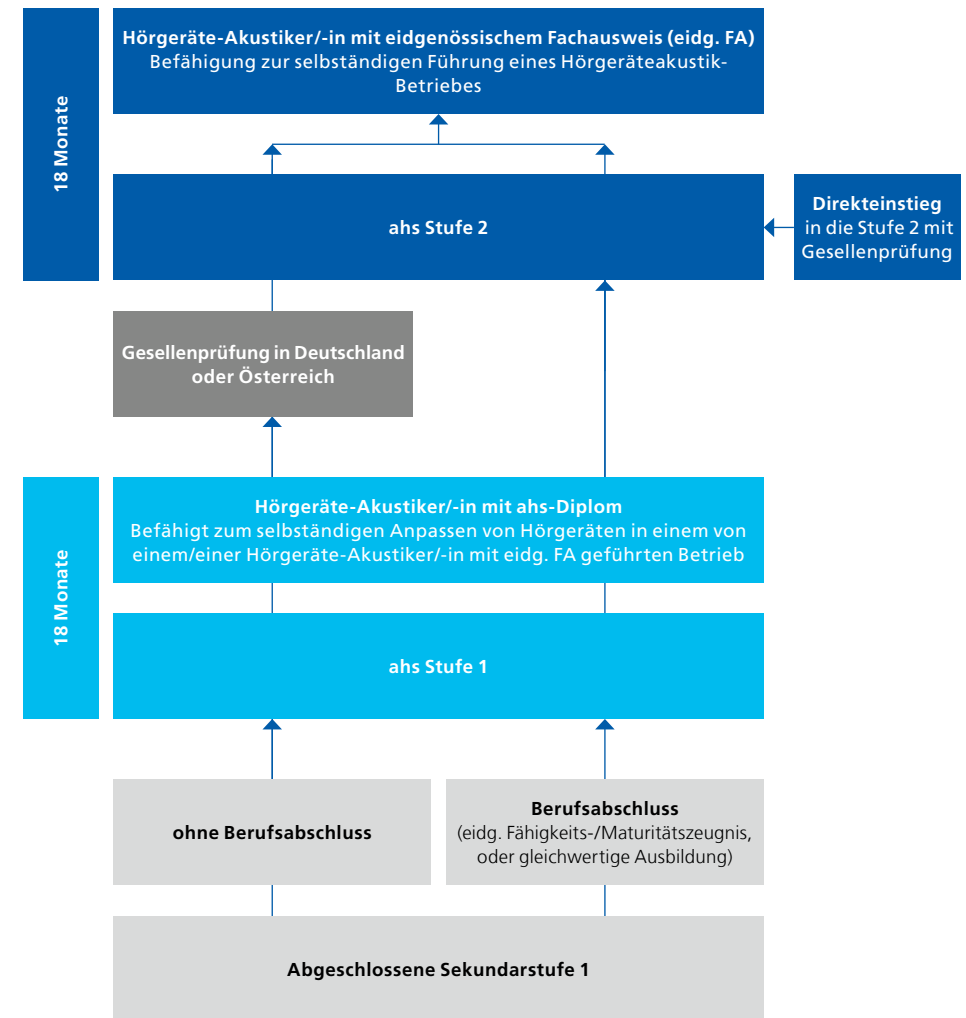 18 Monate
Hörgeräte-Akustiker/-in mit eidgenössischem Fachausweis (eidg. FA)
Befähigung zur selbständigen Führung eines Hörgeräteakustik-
Betriebes
ahs Stufe 2
Direkteinstieg
in die Stufe 2 mit
Gesellenprüfung
Gesellenprüfung in Deutschland
oder Österreich
18 Monate
Hörgeräte-Akustiker/-in mit ahs-Diplom
Befähigt zum selbständigen Anpassen von Hörgeräten in einem von
einem/einer Hörgeräte-Akustiker/-in mit eidg. FA geführten Betrieb
ahs Stufe 1
ohne Berufsabschluss
Berufsabschluss
(eidg. Fähigkeits-/Maturitätszeugnis,
oder gleichwertige Ausbildung)
Abgeschlossene Sekundarstufe 1